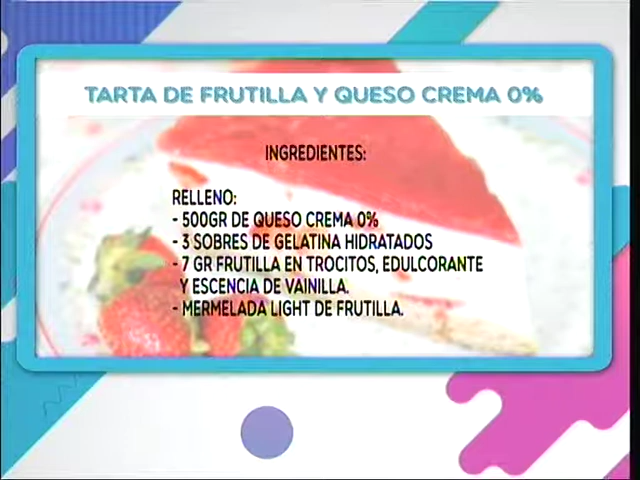 TARTA DE FRUTILLA Y QUESO CREMA 0%
INGREDIENTES:
RELLENO:
- 500GR DE QUESO CREMA 0%
- 3 SOBRES DE GELATINA HIDRATADOS
- 7 GR FRUTILLA EN TROCITOS, EDULCORANTE
Y ESCENCIA DE VAINILLA.
- MERMELADA LIGHT DE FRUTILLA.